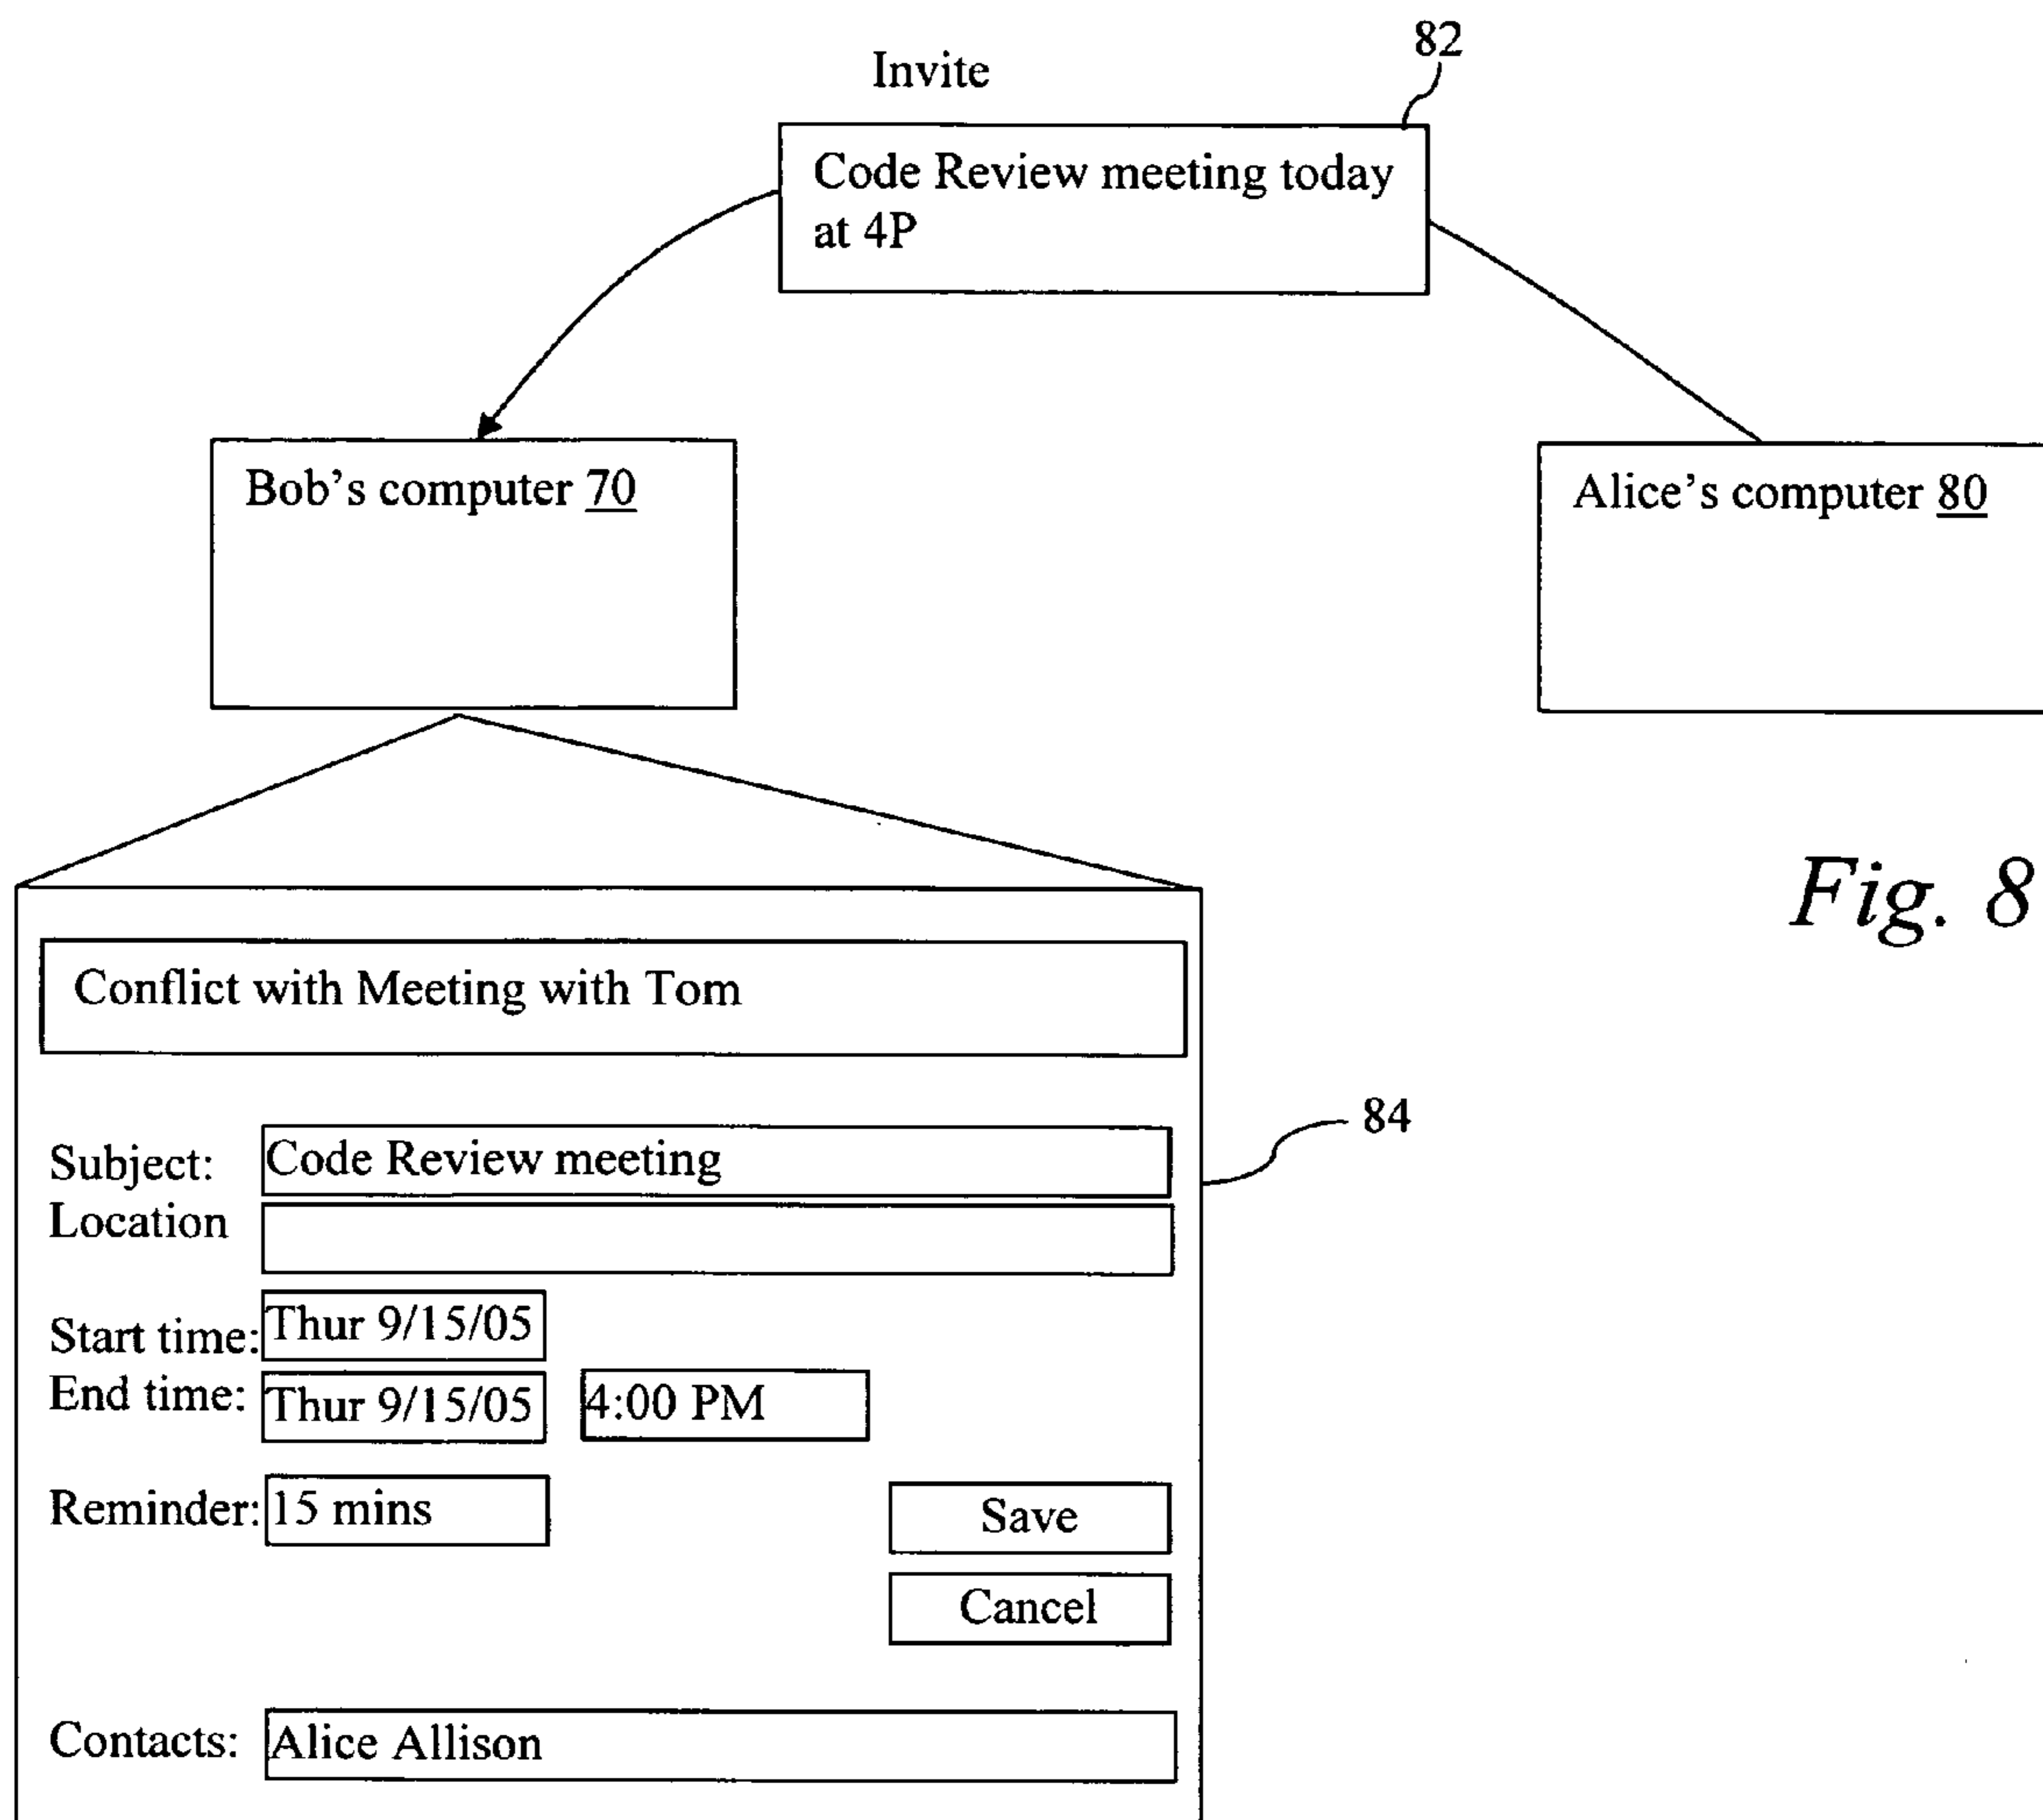 82
Invite
Code Review meeting today
at 4P
Bob's computer 70
Alice's computer 80
Fig. 8
Conflict with Meeting with Tom
84
Subject: Code Review meeting
Location
Start time: Thur 9/15/05
End time: Thur 9/15/05 4:00 PM
Reminder: 15 mins
Save
Cancel
Contacts: Alice Allison